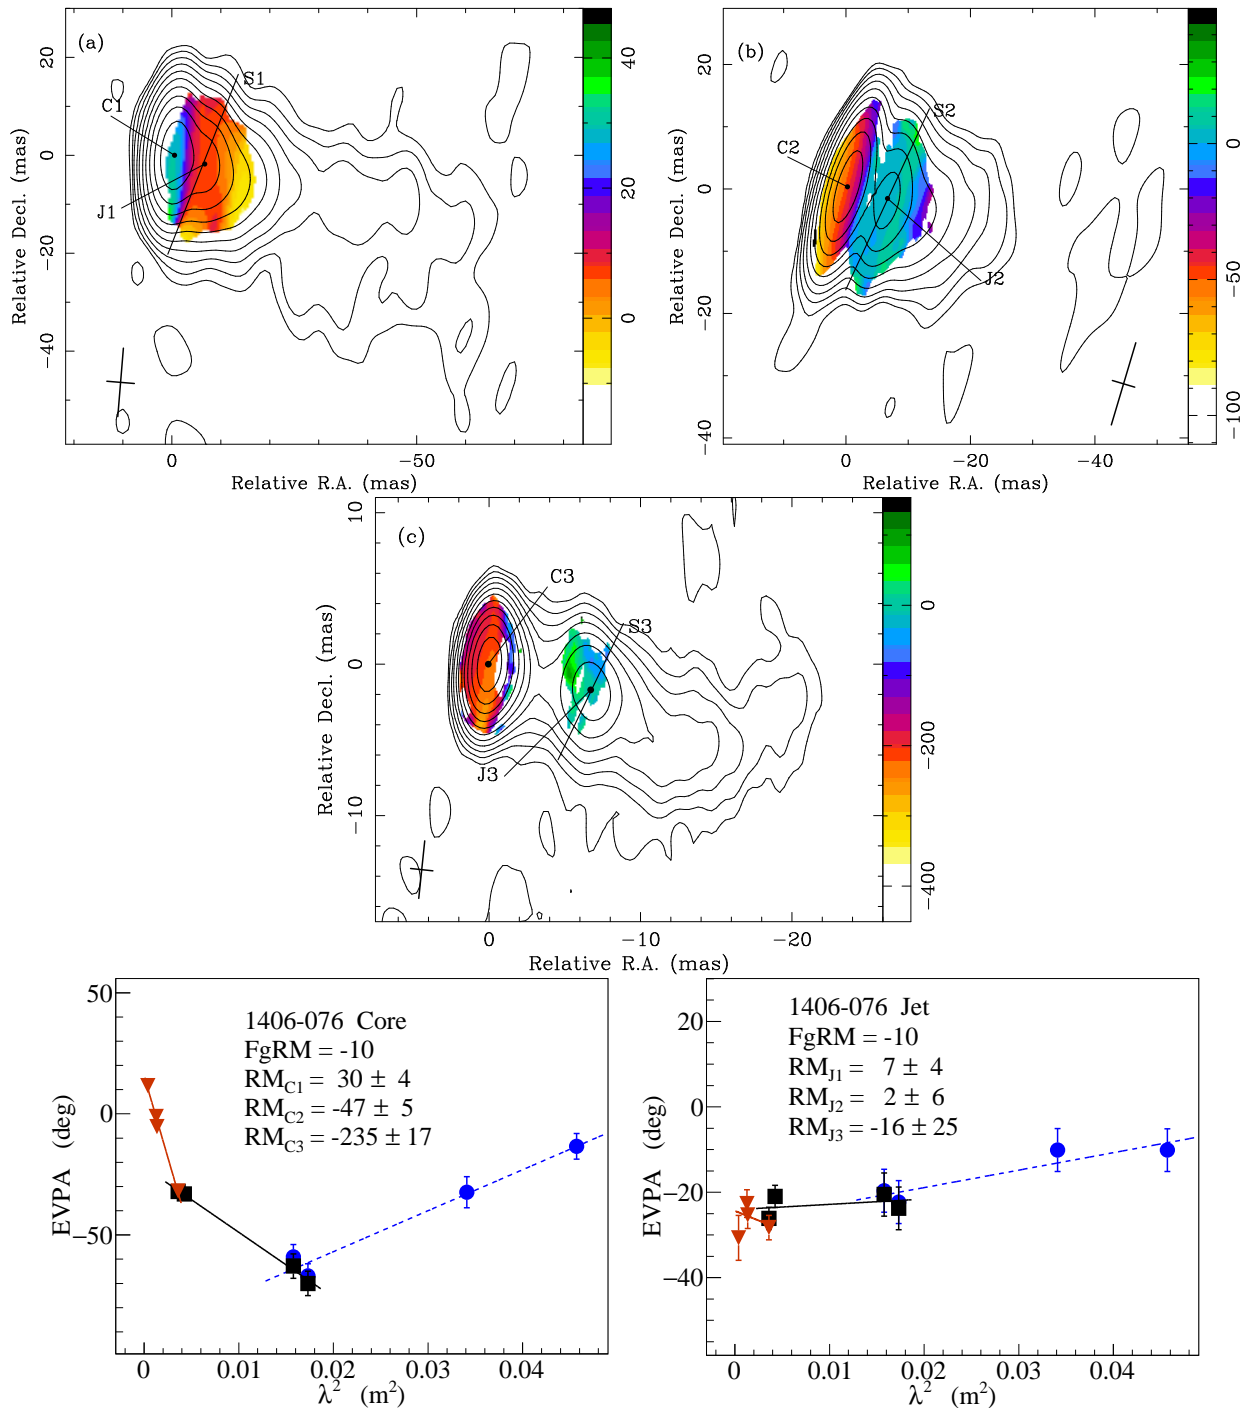 (a)
C1
S1
J1
20
0
−20
−40
Relative Decl. (mas)
0
−50
Relative R.A. (mas)
40
20
0
(b)
C2
S2
J2
20
0
−20
−40
Relative Decl. (mas)
0
−20
−40
Relative R.A. (mas)
0
−50
−100
(c)
C3
S3
J3
10
0
−10
Relative Decl. (mas)
0
−10
−20
Relative R.A. (mas)
0
−200
−400
1406-076 Core
FgRM = -10
RM_C1 = 30 ± 4
RM_C2 = -47 ± 5
RM_C3 = -235 ± 17
50
0
−50
EVPA (deg)
0
0.01
0.02
0.03
0.04
λ² (m²)
1406-076 Jet
FgRM = -10
RM_J1 = 7 ± 4
RM_J2 = 2 ± 6
RM_J3 = -16 ± 25
20
0
−20
−40
EVPA (deg)
0
0.01
0.02
0.03
0.04
λ² (m²)